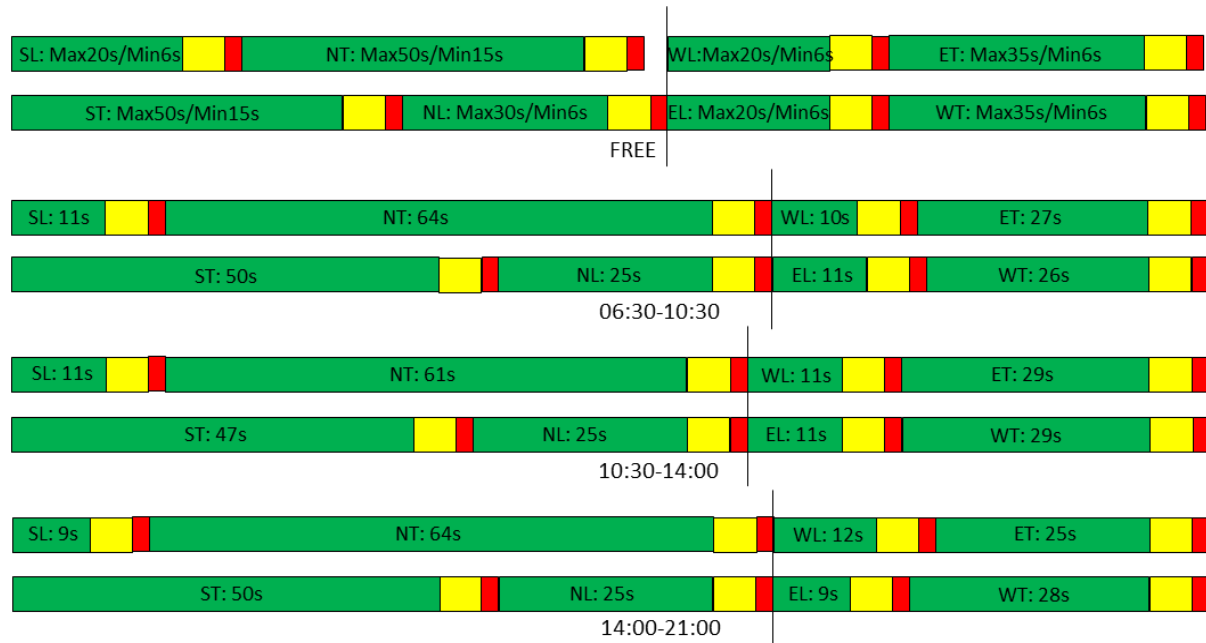 SL: Max20s/Min6s NT: Max50s/Min15s WL:Max20s/Min6s ET: Max35s/Min6s
ST: Max50s/Min15s NL: Max30s/Min6s EL: Max20s/Min6s WT: Max35s/Min6s
FREE
SL: 11s NT: 64s WL: 10s ET: 27s
ST: 50s NL: 25s EL: 11s WT: 26s
06:30-10:30
SL: 11s NT: 61s WL: 11s ET: 29s
ST: 47s NL: 25s EL: 11s WT: 29s
10:30-14:00
SL: 9s NT: 64s WL: 12s ET: 25s
ST: 50s NL: 25s EL: 9s WT: 28s
14:00-21:00